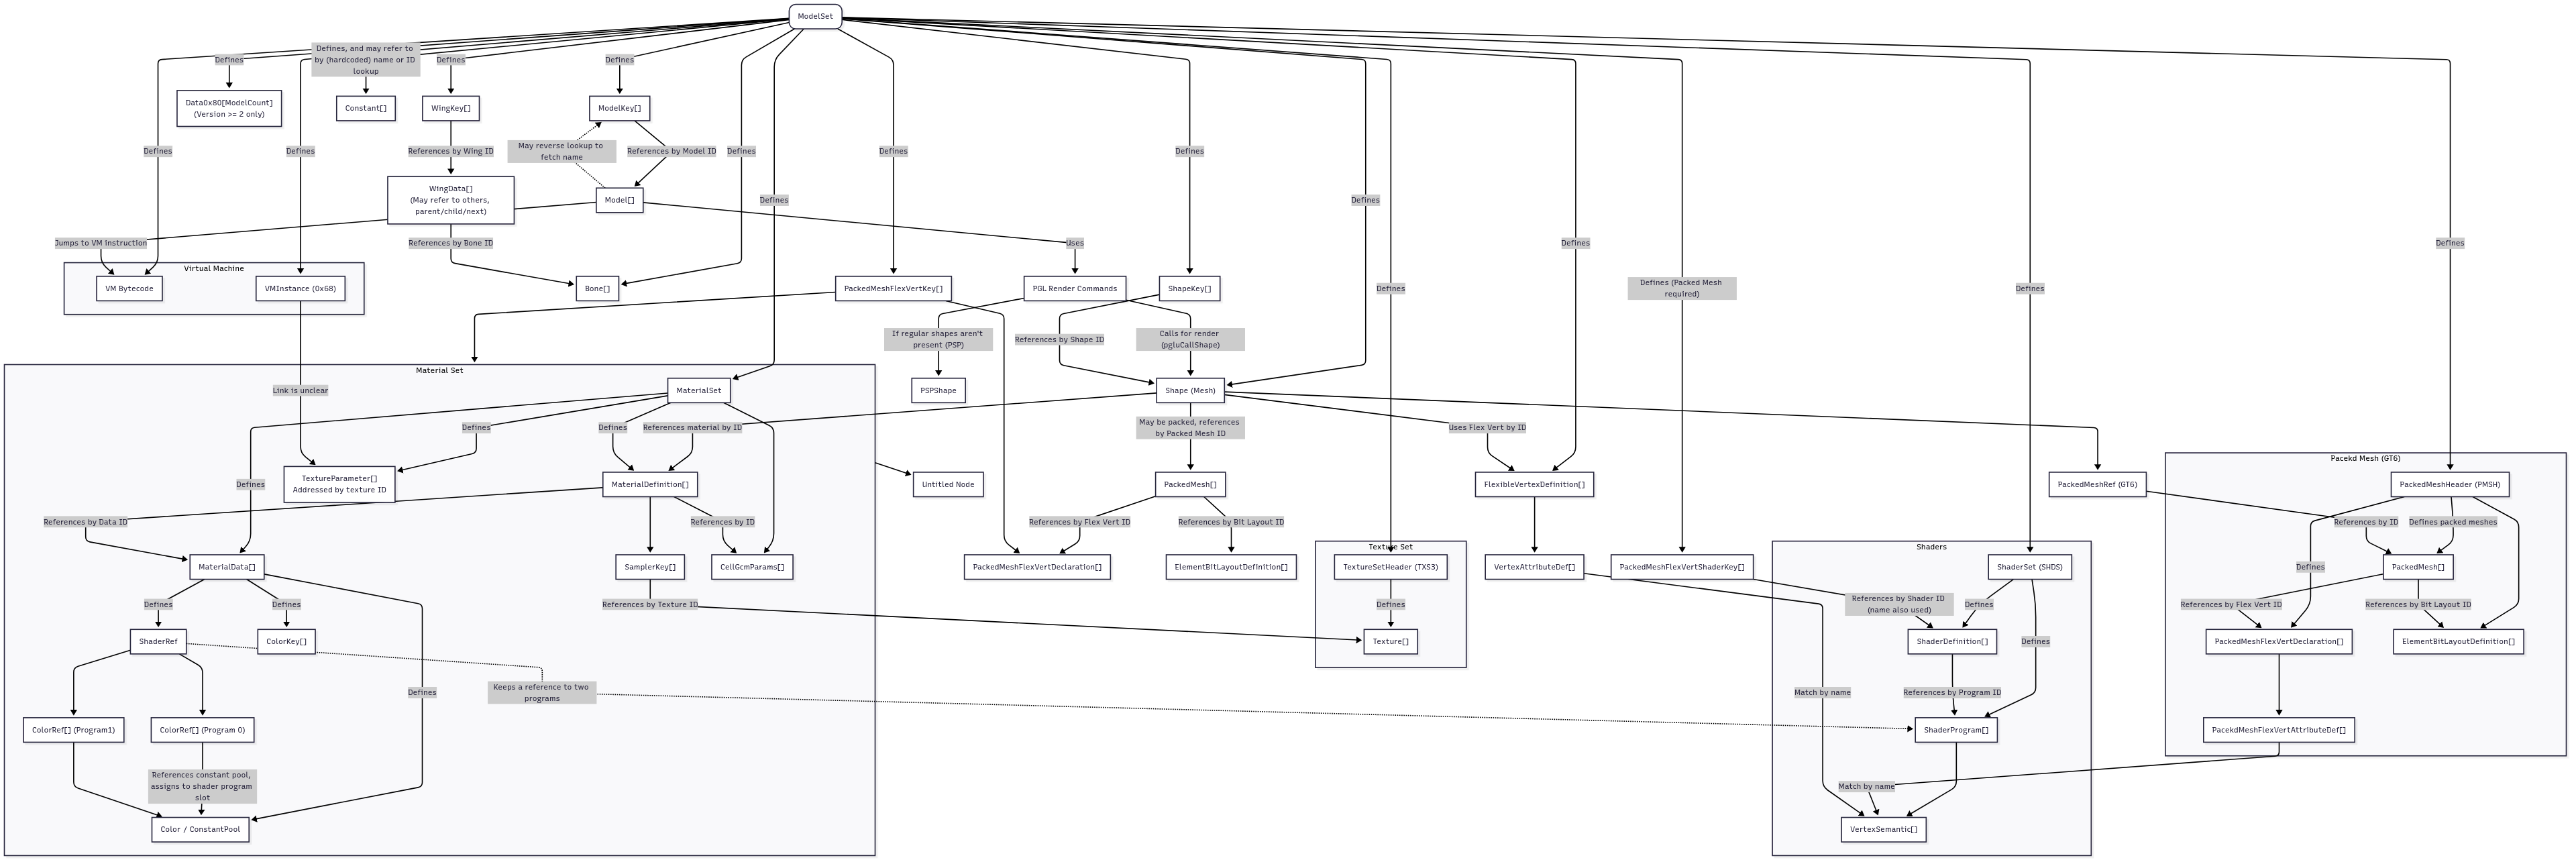 ModelSet
Defines, and may refer to
by (hardcoded) name or ID
lookup
Defines
Defines
Defines
Data0x80[ModelCount]
(Version >= 2 only)
Constant[]
WingKey[]
ModelKey[]
Defines
Defines
References by Wing ID
May reverse lookup to
fetch name
References by Model ID
Defines
Defines
Defines
WingData[]
(May refer to others,
parent/child/next)
Model[]
Defines
Defines
Jumps to VM instruction
References by Bone ID
Uses
Defines
Defines
Virtual Machine
VM Bytecode
VMInstance (0x68)
Bone[]
PackedMeshFlexVertKey[]
PGL Render Commands
ShapeKey[]
Defines
Defines (Packed Mesh
required)
Defines
If regular shapes aren't
present (PSP)
References by Shape ID
Calls for render
(pgluCallShape)
Material Set
Link is unclear
MaterialSet
PSPShape
Shape (Mesh)
Defines
Defines
References material by ID
May be packed, references
by Packed Mesh ID
Uses Flex Vert by ID
Pacekd Mesh (GT6)
Defines
TextureParameter[]
Addressed by texture ID
MaterialDefinition[]
Untitled Node
PackedMesh[]
FlexibleVertexDefinition[]
PackedMeshRef (GT6)
PackedMeshHeader (PMSH)
References by Data ID
References by ID
References by Flex Vert ID
References by Bit Layout ID
References by ID
Defines packed meshes
Texture Set
Shaders
MaterialData[]
SamplerKey[]
CellGcmParams[]
PackedMeshFlexVertDeclaration[]
ElementBitLayoutDefinition[]
TextureSetHeader (TXS3)
VertexAttributeDef[]
PackedMeshFlexVertShaderKey[]
ShaderSet (SHDS)
Defines
PackedMesh[]
Defines
Defines
References by Texture ID
Defines
References by Shader ID
(name also used)
Defines
References by Flex Vert ID
References by Bit Layout ID
ShaderRef
ColorKey[]
Texture[]
ShaderDefinition[]
Defines
PackedMeshFlexVertDeclaration[]
ElementBitLayoutDefinition[]
Defines
Keeps a reference to two
programs
Match by name
References by Program ID
ColorRef[] (Program1)
ColorRef[] (Program 0)
ShaderProgram[]
PacekdMeshFlexVertAttributeDef[]
References constant pool,
assigns to shader program
slot
Match by name
Color / ConstantPool
VertexSemantic[]